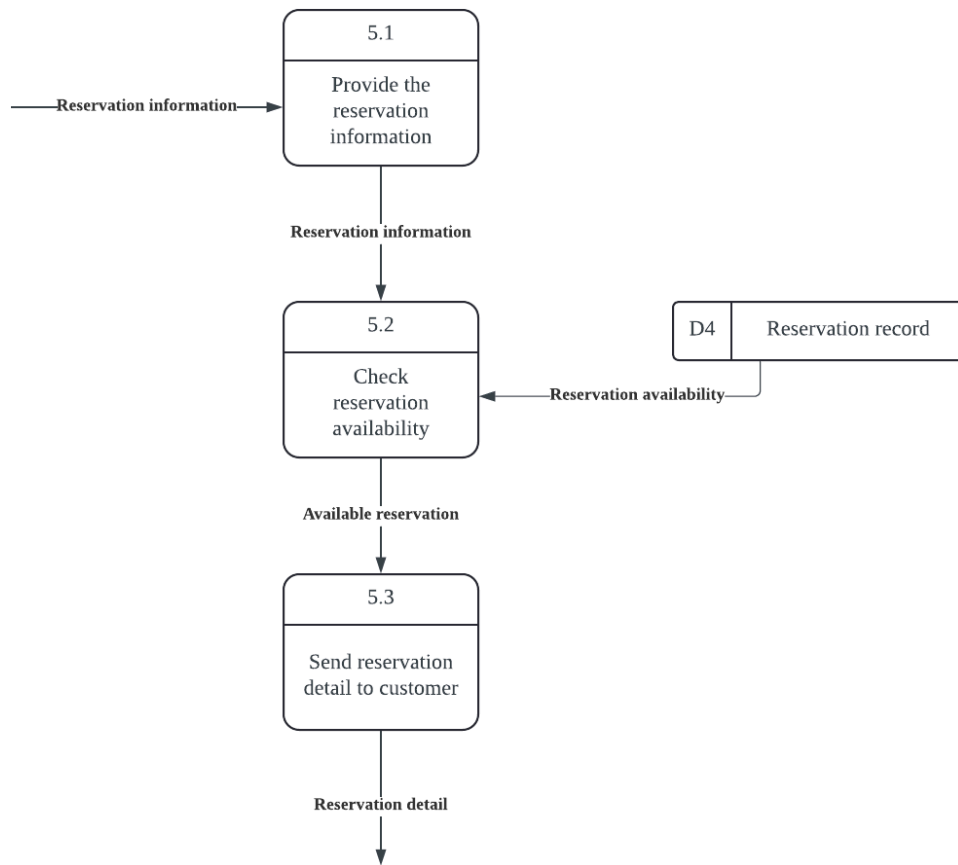 5.1
Provide the
reservation
information
Reservation information
Reservation information
5.2
Check
reservation
availability
D4
Reservation record
Reservation availability
Available reservation
5.3
Send reservation
detail to customer
Reservation detail